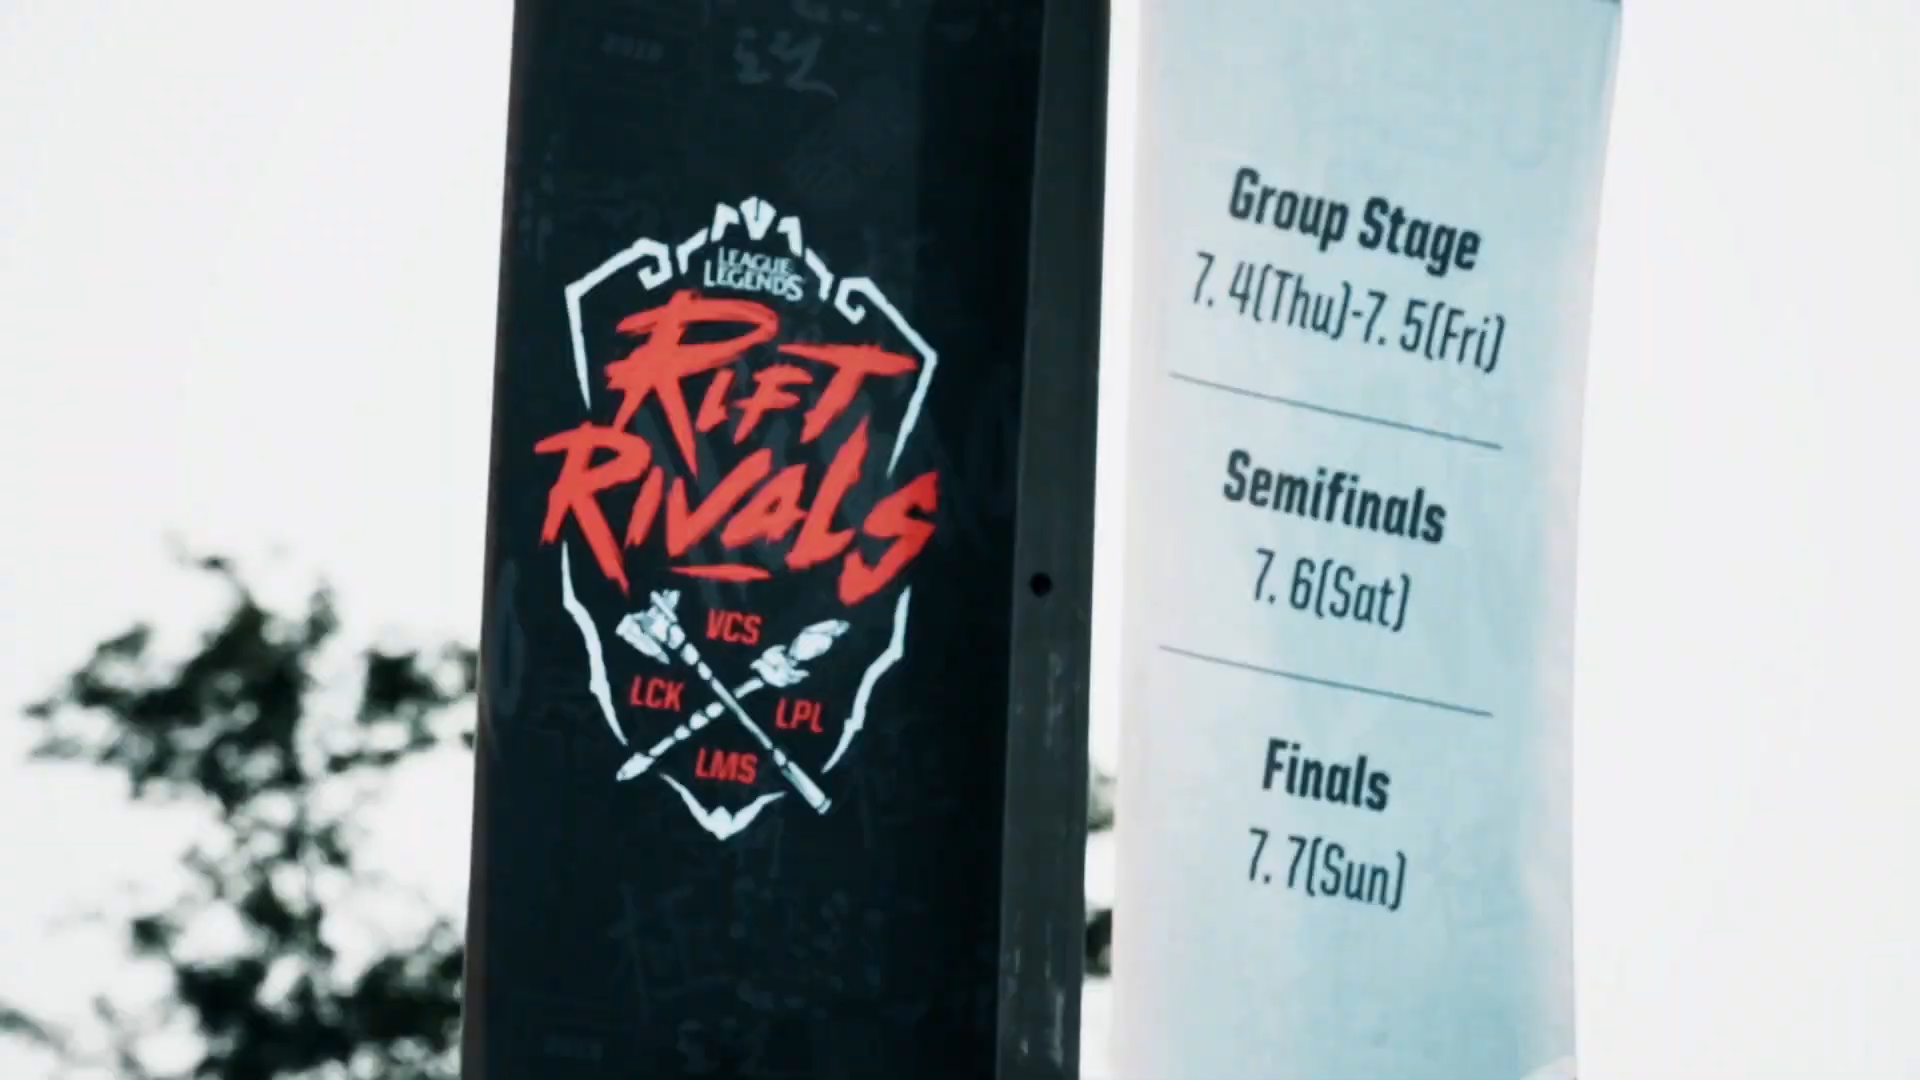 LEAGUE
LEGENDS
RIFT
RIVALS
VCS
LCK
LPL
LMS
Group Stage
7. 4(Thu)-7. 5(Fri)
Semifinals
7. 6(Sat)
Finals
7. 7(Sun)